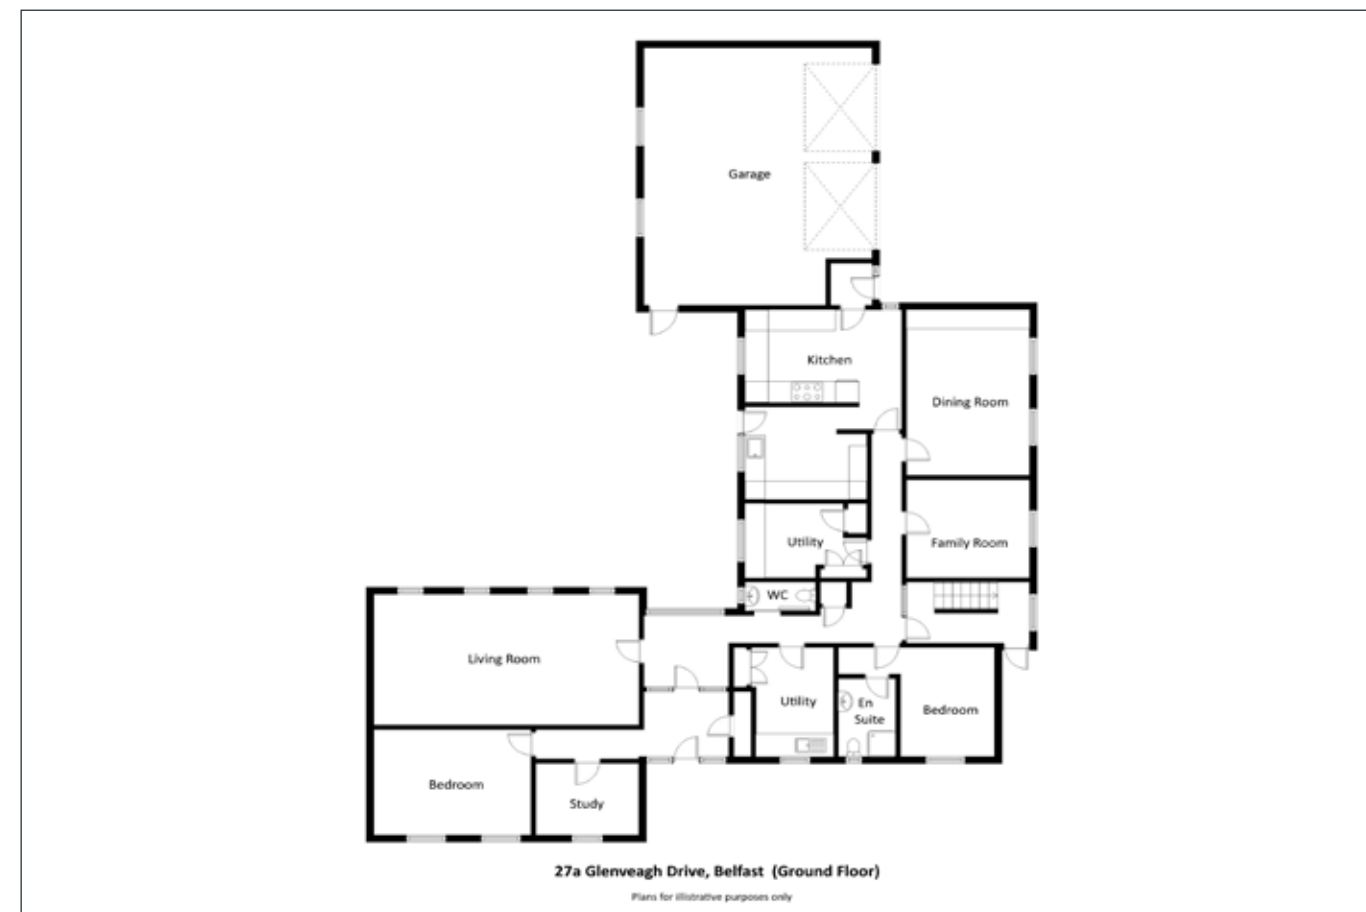 Garage
Kitchen
Dining Room
Utility
Family Room
WC
Living Room
Utility
En
Suite
Bedroom
Bedroom
Study
27a Glenveagh Drive, Belfast (Ground Floor)
Plans for illistrative purposes only